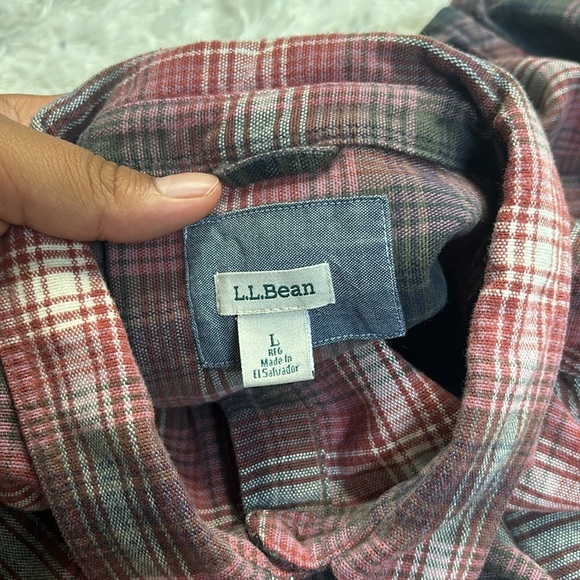 L.L.Bean
L
REG
Made in
El Salvador